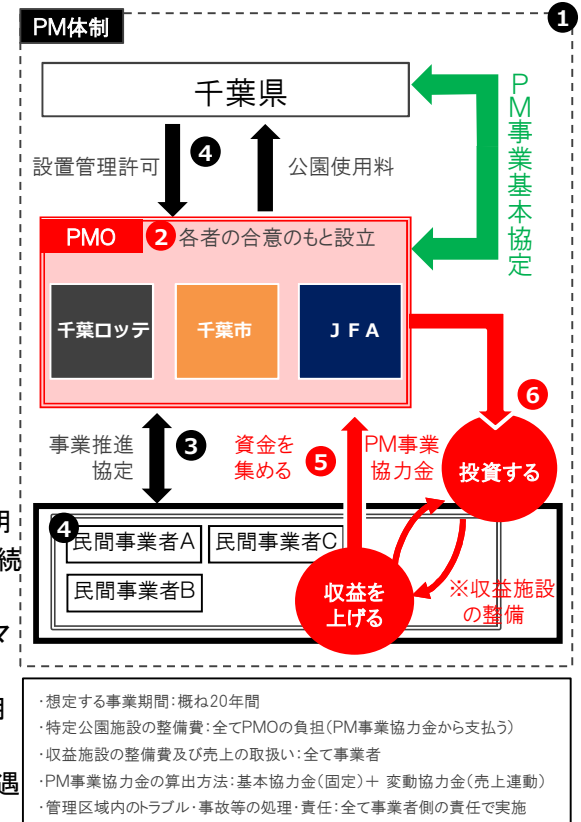 PM体制
❶
千葉県
設置管理許可
❹
公園使用料
PM事業基本協定
PMO
❷各者の合意のもと設立
千葉ロッテ
千葉市
ＪＦＡ
事業推進
協定
❸
資金を
集める
❺
PM事業
協力金
❻
投資する
❹
民間事業者A
民間事業者C
民間事業者B
収益を
上げる
※収益施設
の整備
続
マ
遇
・想定する事業期間：概ね20年間
・特定公園施設の整備費：全てPMOの負担(PM事業協力金から支払う)
・収益施設の整備費及び売上の取扱い：全て事業者
・PM事業協力金の算出方法：基本協力金(固定)＋ 変動協力金(売上連動)
・管理区域内のトラブル・事故等の処理・責任：全て事業者側の責任で実施